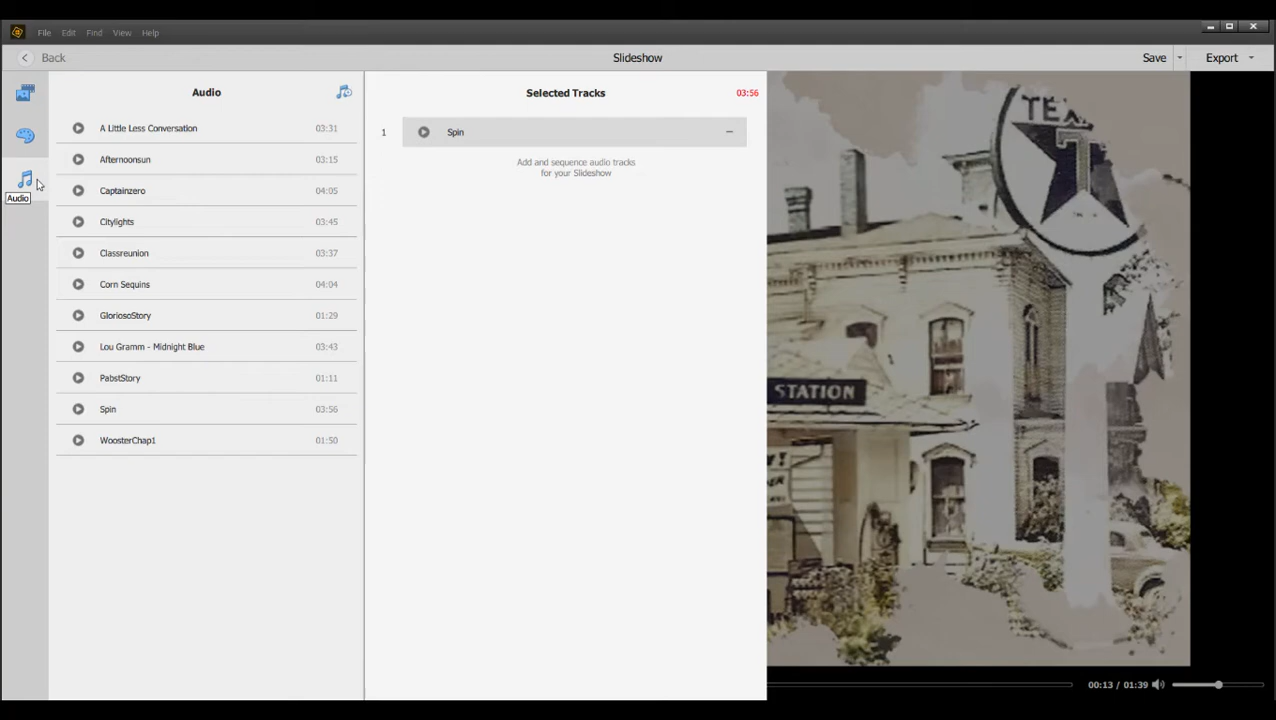 File Edit Find View Help
Back Slideshow Save Export
Audio
A Little Less Conversation 03:31
Afternoonsun 03:15
Captainzero 04:05
Citylights 03:45
Classreunion 03:37
Corn Sequins 04:04
GloriosoStory 01:29
Lou Gramm - Midnight Blue 03:43
PabstStory 01:11
Spin 03:56
WoosterChap1 01:50
Audio
Selected Tracks 03:56
1 Spin
Add and sequence audio tracks
for your Slideshow
TEX
T
STATION
00:13 / 01:39